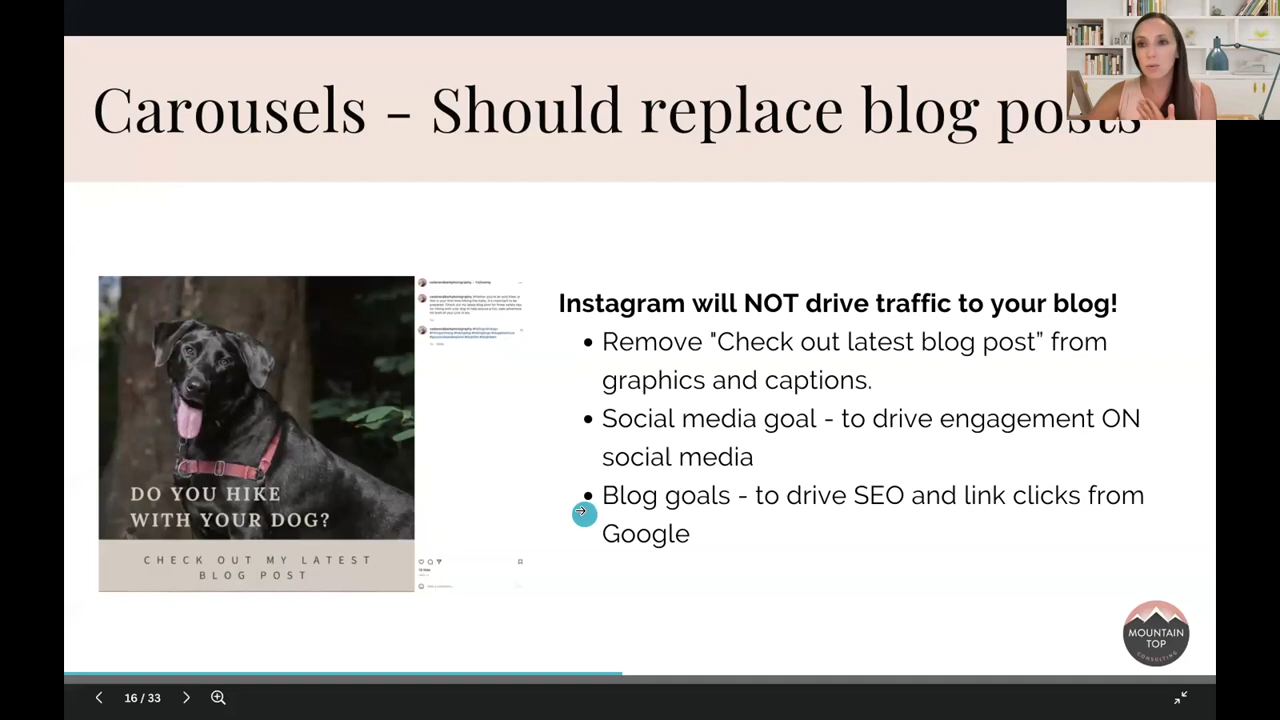 Carousels - Should replace blog posts
Instagram will NOT drive traffic to your blog!
Remove "Check out latest blog post” from
graphics and captions.
Social media goal - to drive engagement ON
social media
Blog goals - to drive SEO and link clicks from
Google
DO YOU HIKE
WITH YOUR DOG?
CHECK OUT MY LATEST
BLOG POST
MOUNTAIN
TOP
CONSULTING
16 / 33